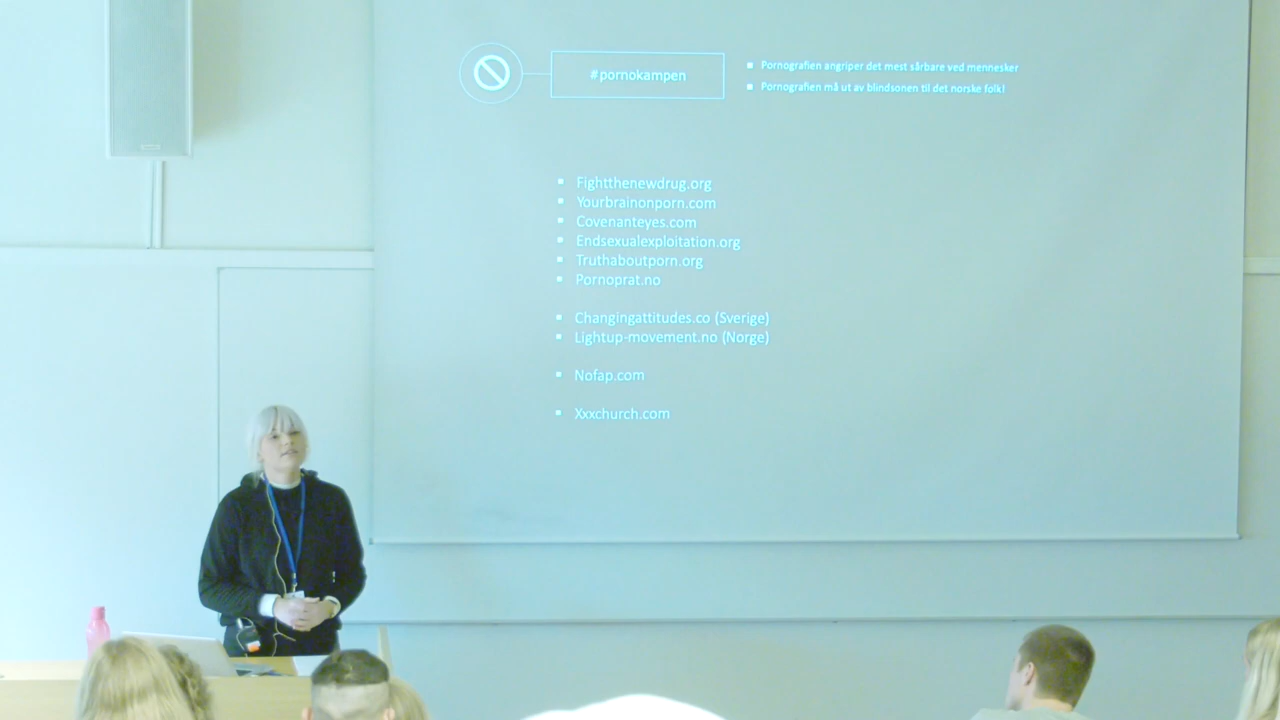 #pornokampen
Pornografien angriper det mest sårbare ved mennesker
Pornografien må ut av blindsonen til det norske folk!
Fightthenewdrug.org
Yourbrainonporn.com
Covenanteyes.com
Endsexualexploitation.org
Truthaboutporn.org
Pornoprat.no
Changingattitudes.co (Sverige)
Lightup-movement.no (Norge)
Nofap.com
Xxxchurch.com